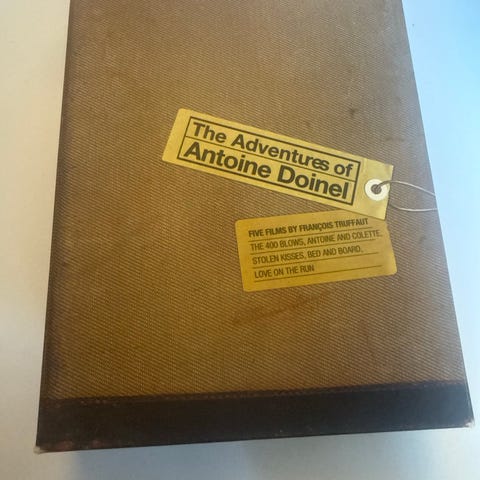 The Adventures of
Antoine Doinel
FIVE FILMS BY FRANÇOIS TRUFFAUT
THE 400 BLOWS, ANTOINE AND COLETTE,
STOLEN KISSES, BED AND BOARD,
LOVE ON THE RUN